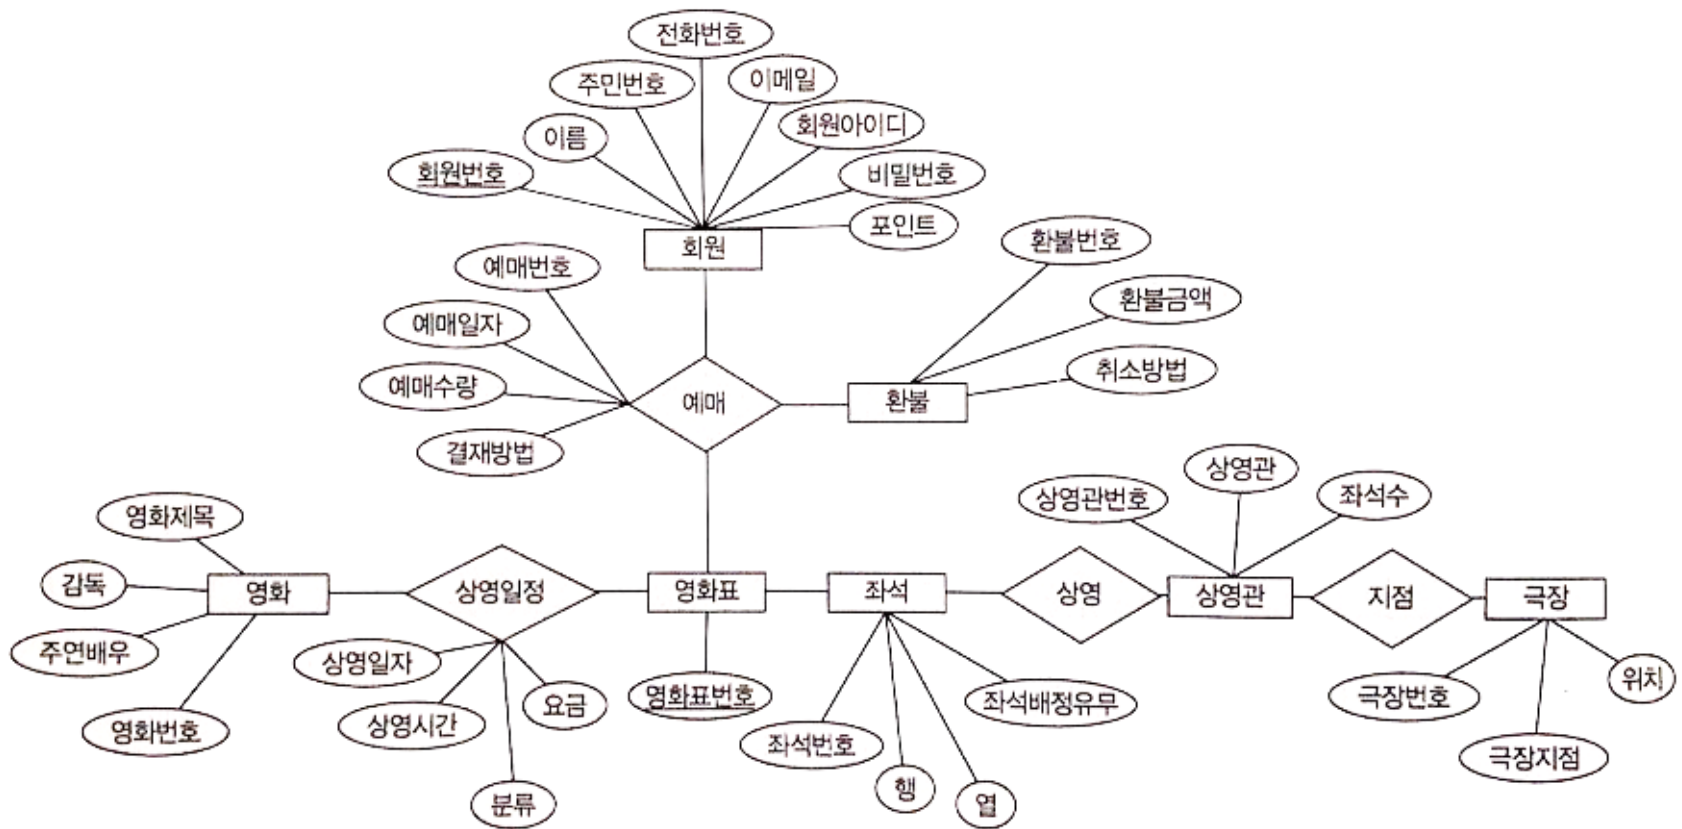 전화번호
주민번호
이메일
이름
회원아이디
회원번호
비밀번호
포인트
회원
예매번호
환불번호
예매일자
환불금액
예매수량
취소방법
예매
환불
결재방법
상영관
상영관번호
좌석수
영화제목
감독
영화
상영일정
영화표
좌석
상영
상영관
지점
극장
주연배우
상영일자
요금
영화표번호
좌석배정유무
극장번호
위치
영화번호
상영시간
좌석번호
극장지점
분류
행
열